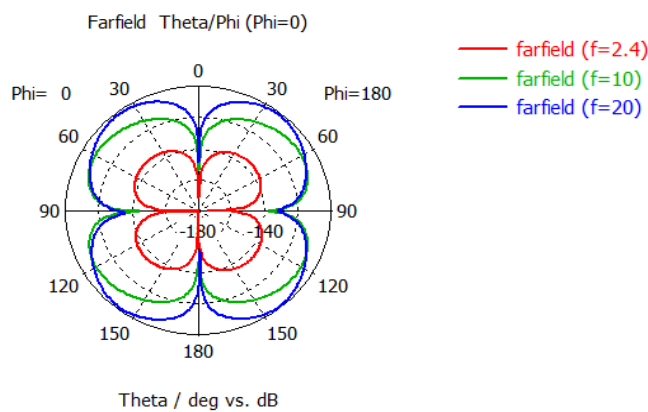 Farfield Theta/Phi (Phi=0)
farfield (f=2.4)
farfield (f=10)
farfield (f=20)
0
Phi= 0 30 30 Phi=180
60 60
90 -180 -140 90
120 120
150 150
180
Theta / deg vs. dB